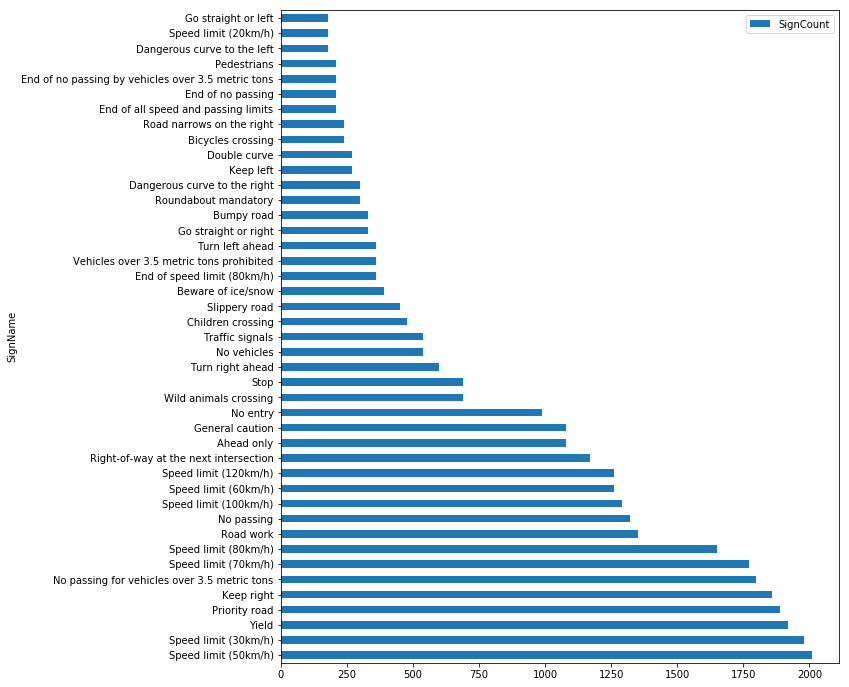 SignCount
SignName
Go straight or left
Speed limit (20km/h)
Dangerous curve to the left
Pedestrians
End of no passing by vehicles over 3.5 metric tons
End of no passing
End of all speed and passing limits
Road narrows on the right
Bicycles crossing
Double curve
Keep left
Dangerous curve to the right
Roundabout mandatory
Bumpy road
Go straight or right
Turn left ahead
Vehicles over 3.5 metric tons prohibited
End of speed limit (80km/h)
Beware of ice/snow
Slippery road
Children crossing
Traffic signals
No vehicles
Turn right ahead
Stop
Wild animals crossing
No entry
General caution
Ahead only
Right-of-way at the next intersection
Speed limit (120km/h)
Speed limit (60km/h)
Speed limit (100km/h)
No passing
Road work
Speed limit (80km/h)
Speed limit (70km/h)
No passing for vehicles over 3.5 metric tons
Keep right
Priority road
Yield
Speed limit (30km/h)
Speed limit (50km/h)
0 250 500 750 1000 1250 1500 1750 2000